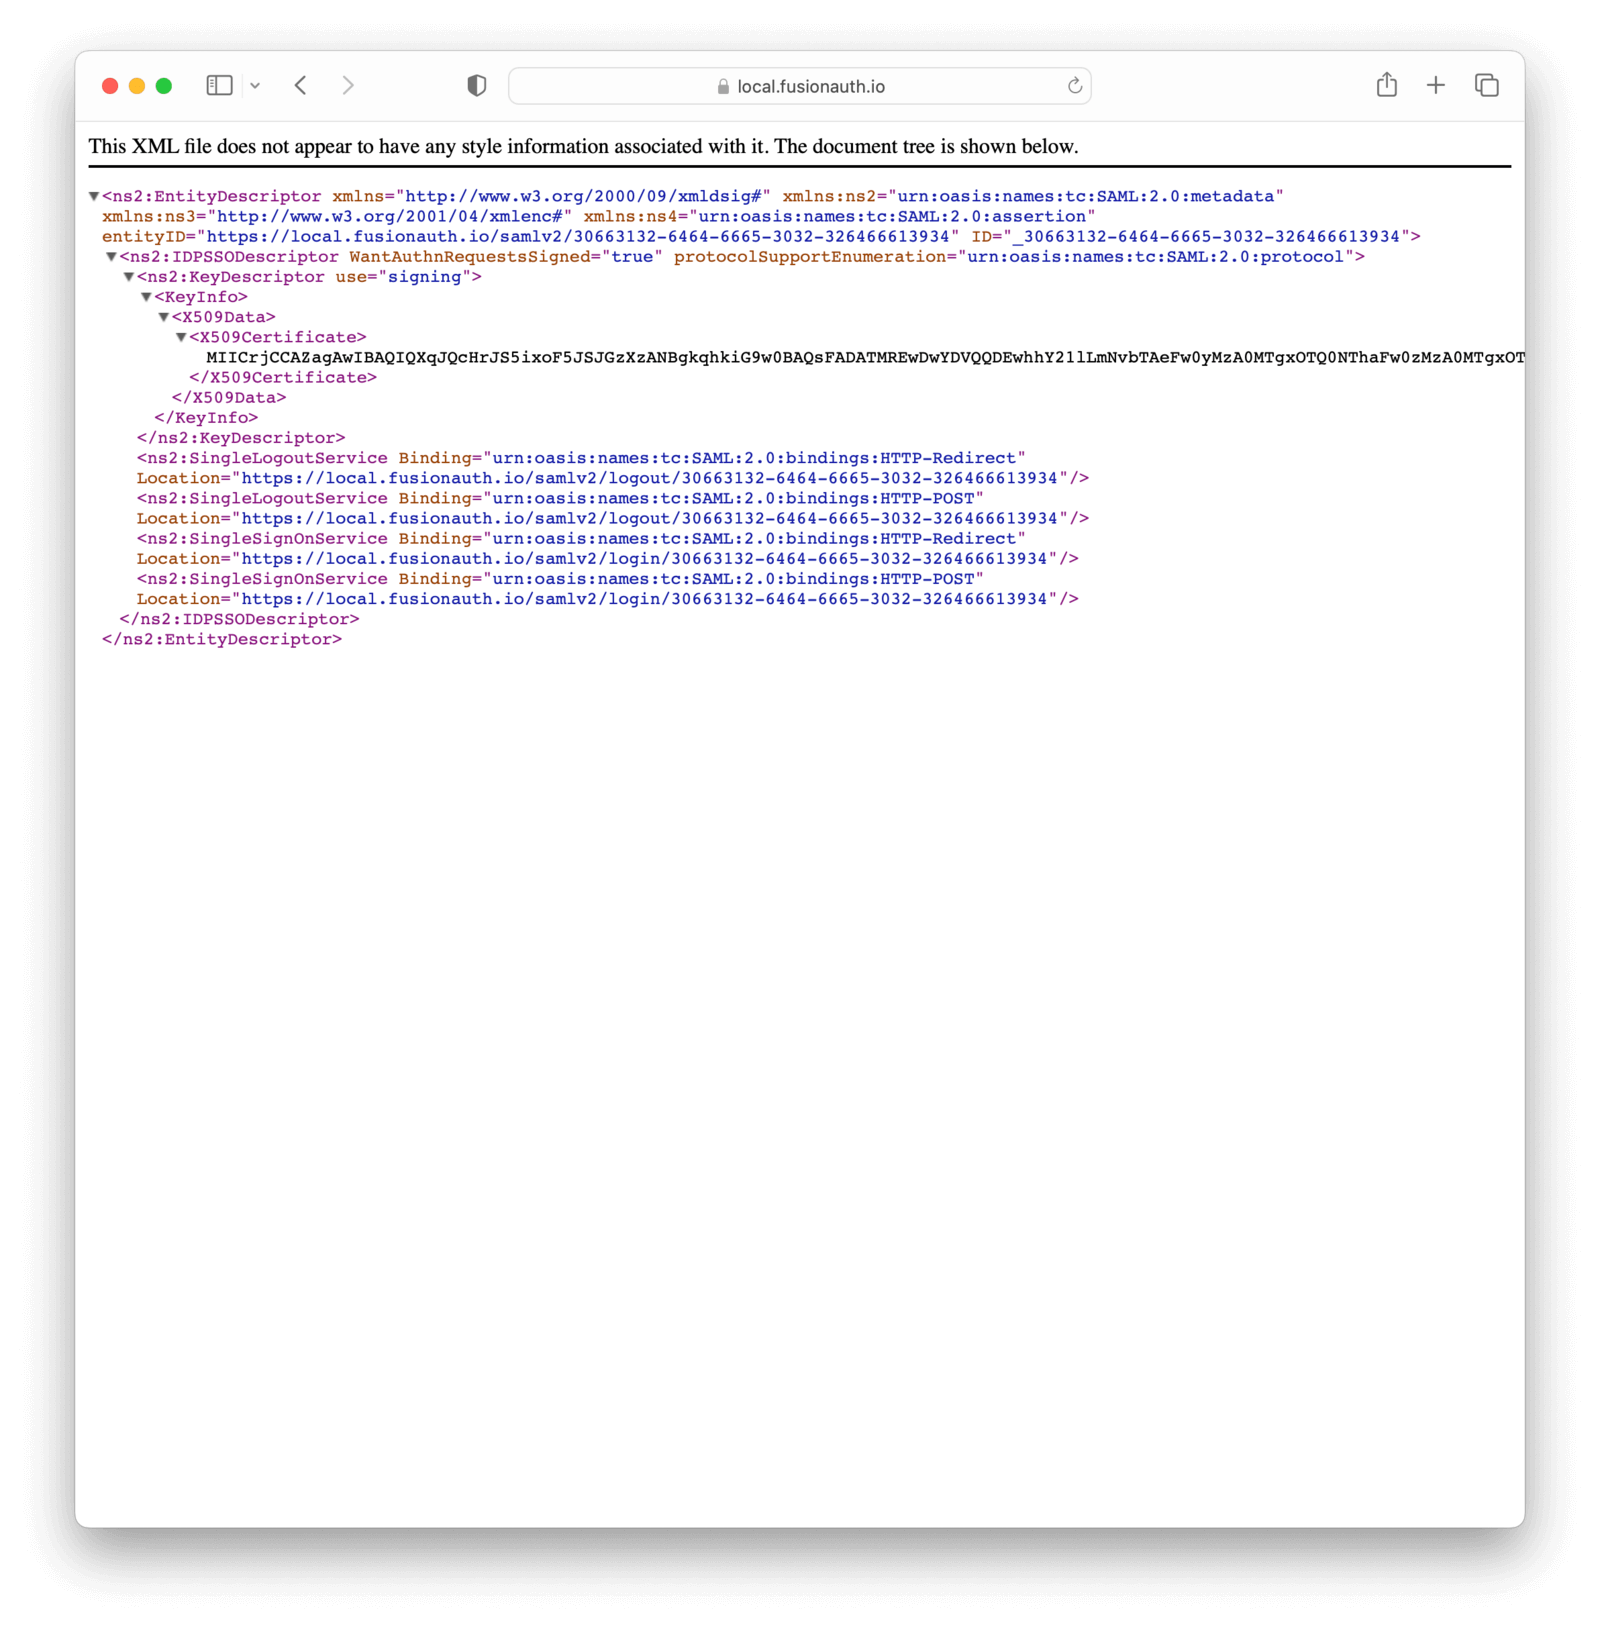 local.fusionauth.io
This XML file does not appear to have any style information associated with it. The document tree is shown below.
<ns2:EntityDescriptor xmlns="http://www.w3.org/2000/09/xmldsig#" xmlns:ns2="urn:oasis:names:tc:SAML:2.0:metadata"
xmlns:ns3="http://www.w3.org/2001/04/xmlenc#" xmlns:ns4="urn:oasis:names:tc:SAML:2.0:assertion"
entityID="https://local.fusionauth.io/samlv2/30663132-6464-6665-3032-326466613934" ID="_30663132-6464-6665-3032-326466613934">
<ns2:IDPSSODescriptor WantAuthnRequestsSigned="true" protocolSupportEnumeration="urn:oasis:names:tc:SAML:2.0:protocol">
<ns2:KeyDescriptor use="signing">
<KeyInfo>
<X509Data>
<X509Certificate>
MIICrjCCAZagAwIBAQIQXqJQcHrJS5ixoF5JSJGzXzANBgkqhkiG9w0BAQsFADATMREwDwYDVQQDEwhhY21lLmNvbTAeFw0yMzA0MTgxOTQ0NThaFw0zMzA0MTgxOT
</X509Certificate>
</X509Data>
</KeyInfo>
</ns2:KeyDescriptor>
<ns2:SingleLogoutService Binding="urn:oasis:names:tc:SAML:2.0:bindings:HTTP-Redirect"
Location="https://local.fusionauth.io/samlv2/logout/30663132-6464-6665-3032-326466613934"/>
<ns2:SingleLogoutService Binding="urn:oasis:names:tc:SAML:2.0:bindings:HTTP-POST"
Location="https://local.fusionauth.io/samlv2/logout/30663132-6464-6665-3032-326466613934"/>
<ns2:SingleSignOnService Binding="urn:oasis:names:tc:SAML:2.0:bindings:HTTP-Redirect"
Location="https://local.fusionauth.io/samlv2/login/30663132-6464-6665-3032-326466613934"/>
<ns2:SingleSignOnService Binding="urn:oasis:names:tc:SAML:2.0:bindings:HTTP-POST"
Location="https://local.fusionauth.io/samlv2/login/30663132-6464-6665-3032-326466613934"/>
</ns2:IDPSSODescriptor>
</ns2:EntityDescriptor>